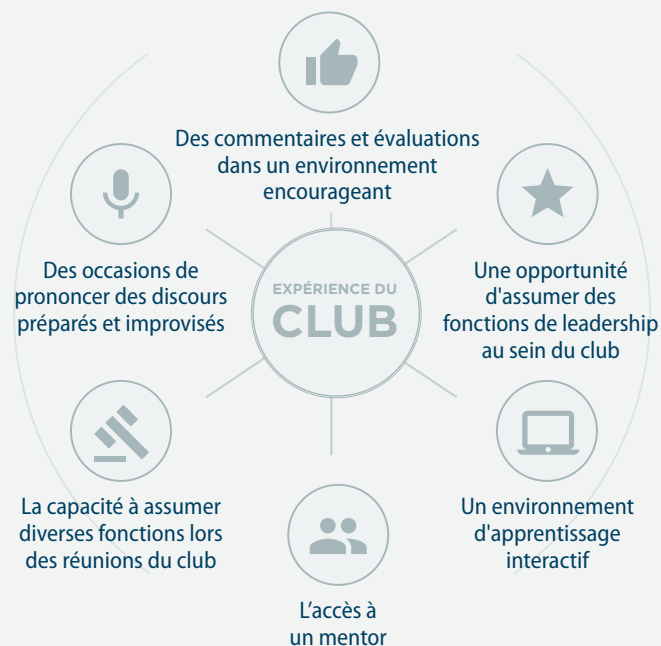 Des commentaires et évaluations
dans un environnement
encourageant
Des occasions de
prononcer des discours
préparés et improvisés
EXPÉRIENCE DU
CLUB
Une opportunité
d'assumer des
fonctions de leadership
au sein du club
La capacité à assumer
diverses fonctions lors
des réunions du club
Un environnement
d'apprentissage
interactif
L’accès à
un mentor